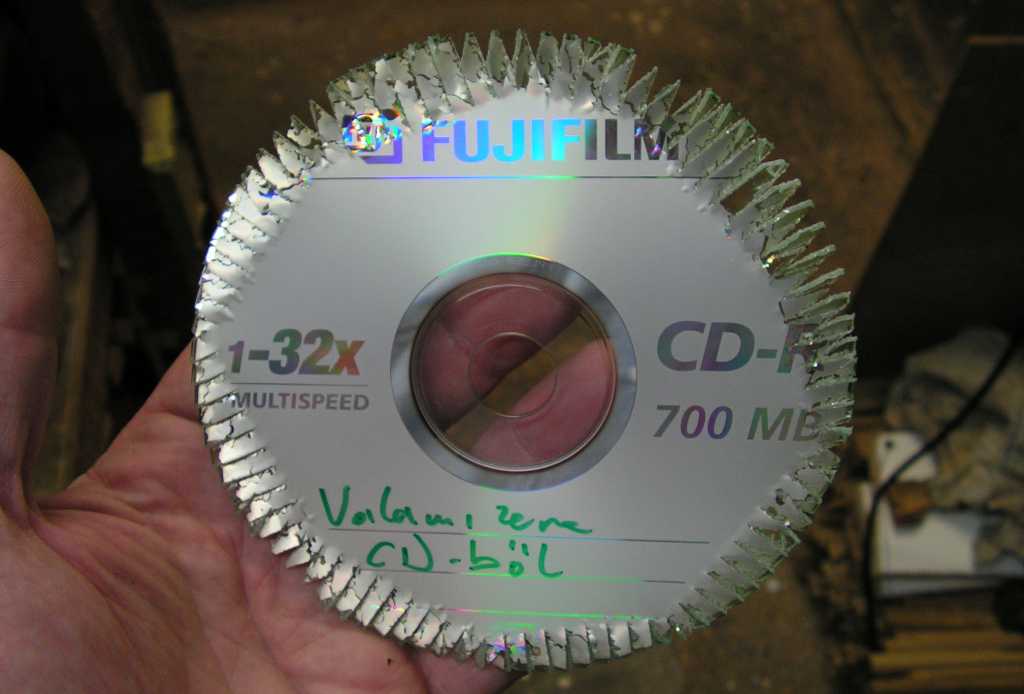 FUJIFILM
1-32x
MULTISPEED
CD-R
700 MB
Valami zene
CD-ből